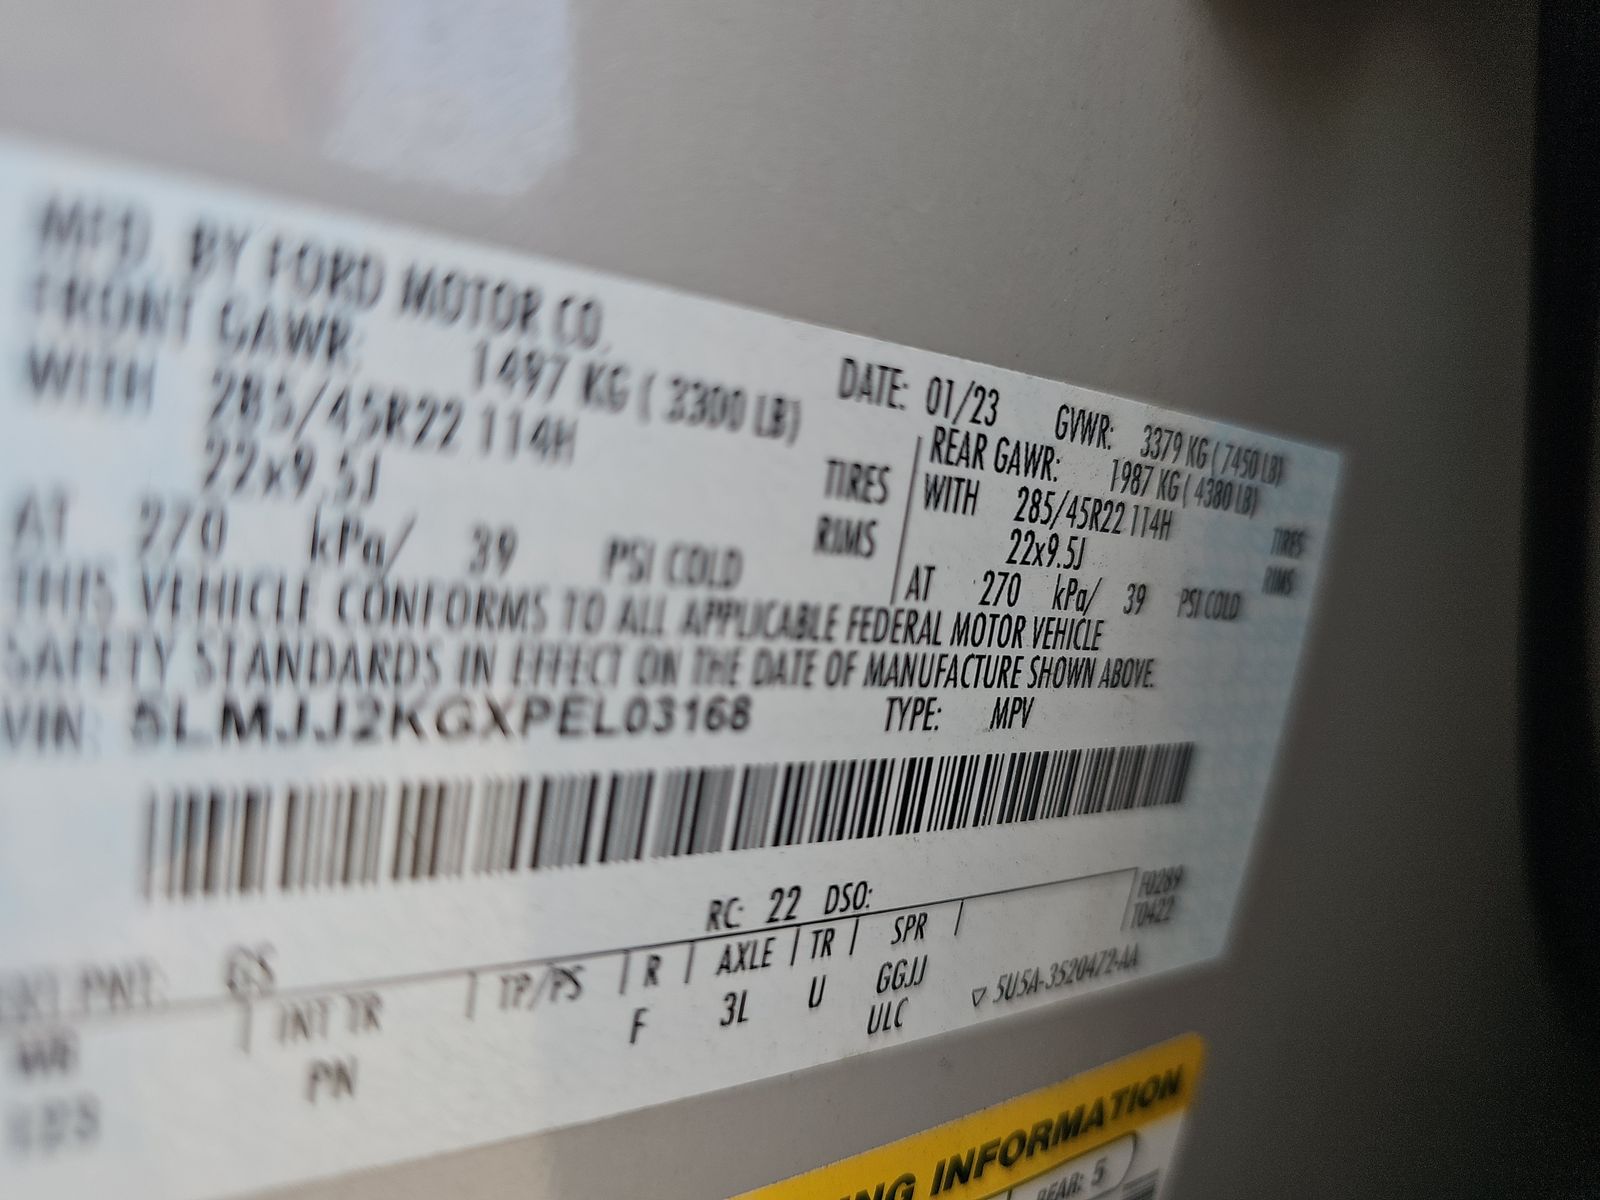 MFD. BY FORD MOTOR CO.
DATE: 01/23 GVWR: 3379 KG ( 7450 LB)
FRONT GAWR: 1497 KG ( 3300 LB)
REAR GAWR: 1987 KG ( 4380 LB)
WITH 285/45R22 114H TIRES
WITH 285/45R22 114H TIRES
22x9.5J RIMS
22x9.5J RIMS
AT 270 kPa/ 39 PSI COLD
AT 270 kPa/ 39 PSI COLD
THIS VEHICLE CONFORMS TO ALL APPLICABLE FEDERAL MOTOR VEHICLE
SAFETY STANDARDS IN EFFECT ON THE DATE OF MANUFACTURE SHOWN ABOVE.
VIN: 5LMJJ2KGXPEL03168 TYPE: MPV
F0289
T0422
EXT PNT: GS RC: 22 DSO:
WB INT TR TP/PS R AXLE TR SPR
PN F 3L U GGJJ
ULC
▽ 5U5A-3520472-AA
NG INFORMATION
REAR: 5